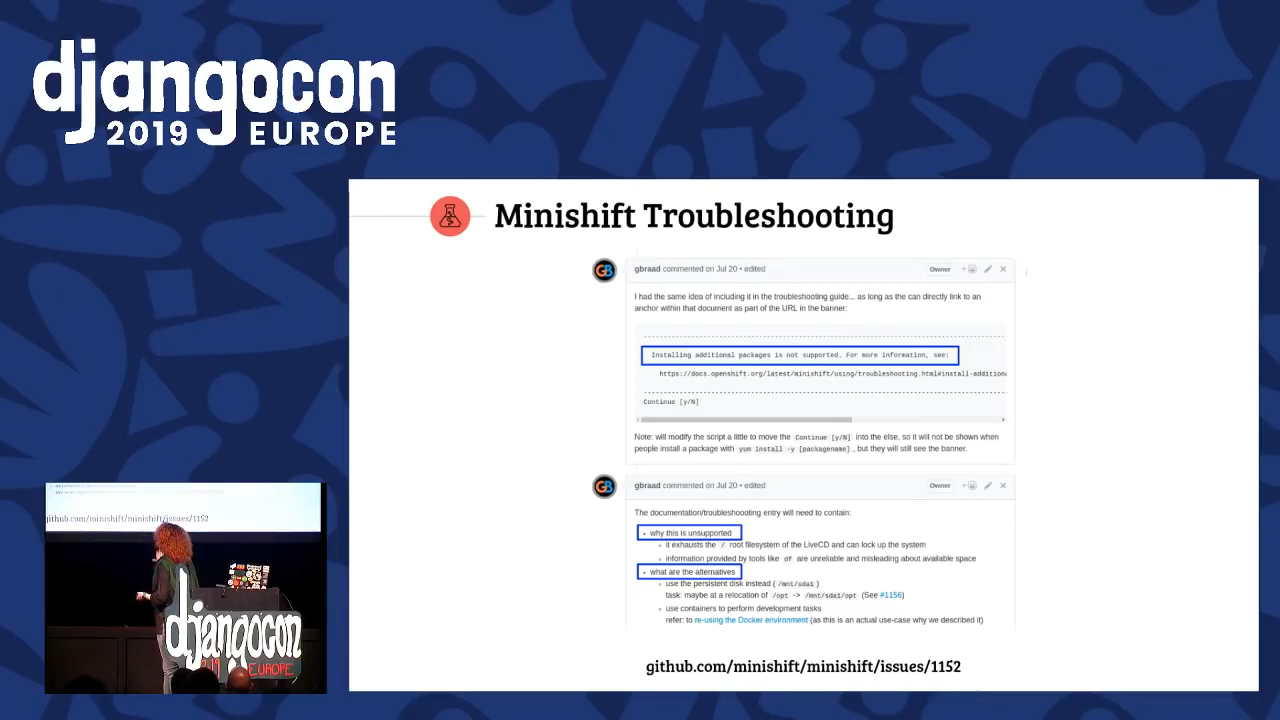 djangocon
2019 EUROPE
Minishift Troubleshooting
GB
gbraad commented on Jul 20 • edited
Owner
I had the same idea of including it in the troubleshooting guide... as long as the can directly link to an
anchor within that document as part of the URL in the banner:
Installing additional packages is not supported. For more information, see:
https://docs.openshift.org/latest/minishift/using/troubleshooting.html#install-addition
Continue [y/N]
Note: will modify the script a little to move the Continue [y/N] into the else, so it will not be shown when
people install a package with yum install -y [packagename], but they will still see the banner.
GB
gbraad commented on Jul 20 • edited
Owner
The documentation/troubleshoooting entry will need to contain:
• why this is unsupported
it exhausts the / root filesystem of the LiveCD and can lock up the system
information provided by tools like df are unreliable and misleading about available space
• what are the alternatives
use the persistent disk instead (/mnt/sda1)
task: maybe at a relocation of /opt -> /mnt/sda1/opt (See #1156)
use containers to perform development tasks
refer: to re-using the Docker environment (as this is an actual use-case why we described it)
github.com/minishift/minishift/issues/1152
github.com/minishift/minishift/issues/1152
djangocon
EUROPE